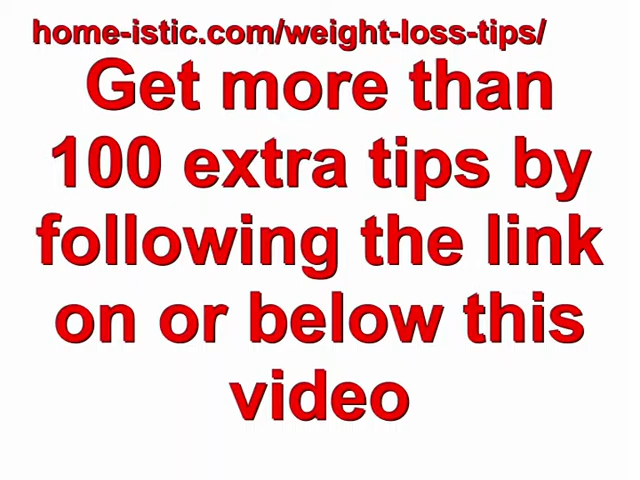 home-istic.com/weight-loss-tips/
Get more than
100 extra tips by
following the link
on or below this
video